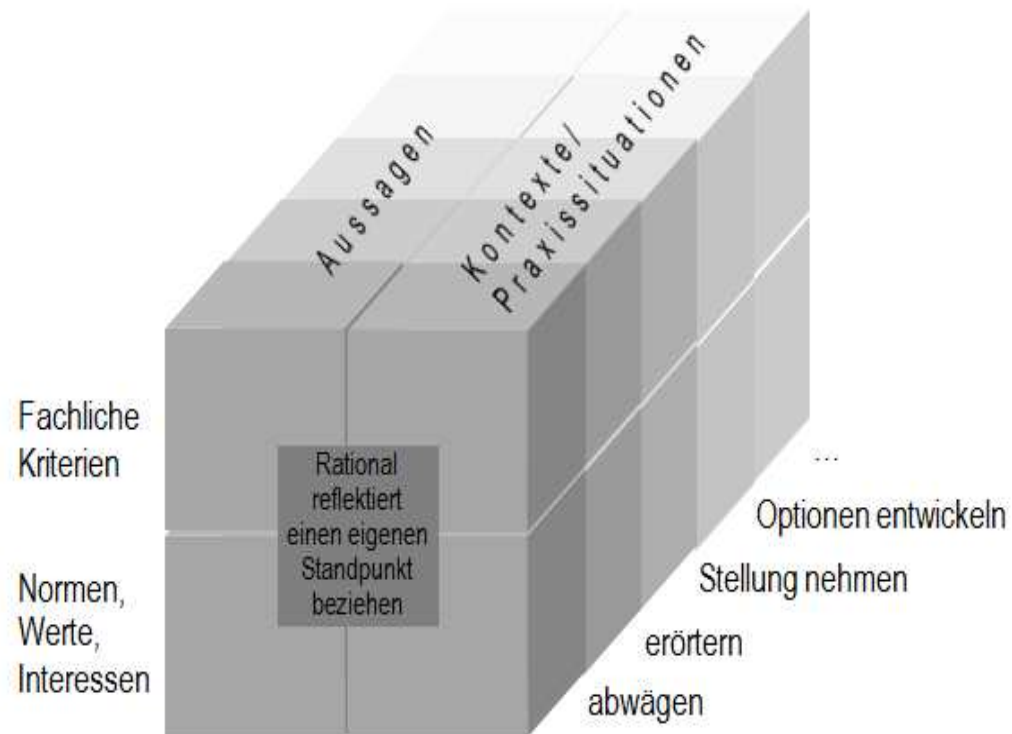 Aussagen
Kontexte/
Praxissituationen
Fachliche
Kriterien
Rational
reflektiert
einen eigenen
Standpunkt
beziehen
Normen,
Werte,
Interessen
...
Optionen entwickeln
Stellung nehmen
erörtern
abwägen